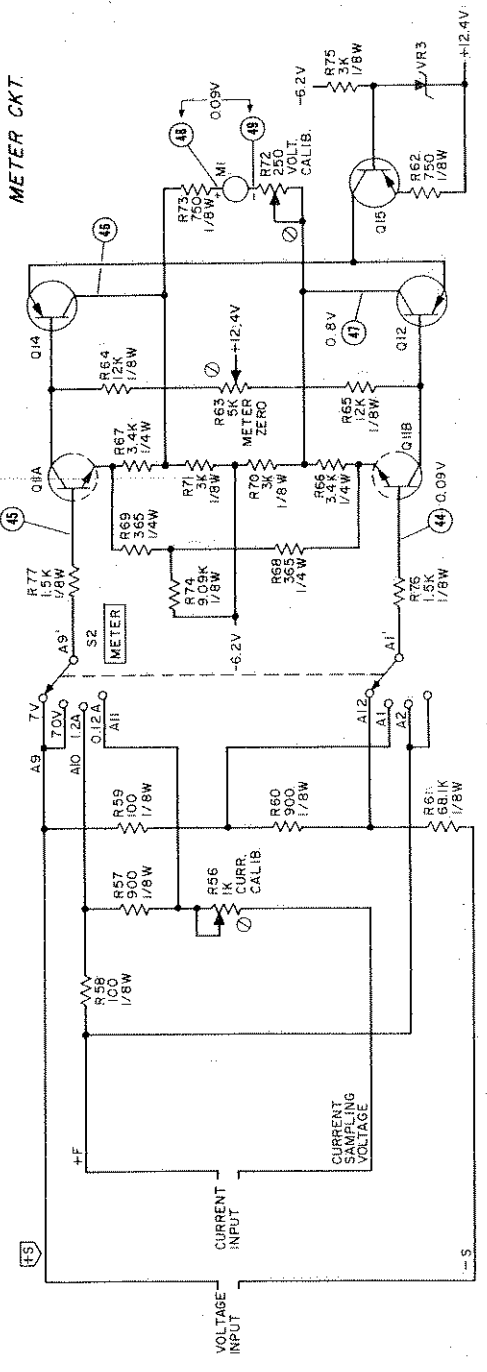 METER CKT.
+S
VOLTAGE
INPUT
- S
+F
CURRENT
INPUT
CURRENT
SAMPLING
VOLTAGE
R58
100
1/8W
R57
900
1/8W
R56
1K
CURR.
CALIB.
R59
100
1/8W
R60
900
1/8W
R61
68.1K
1/8W
A9
7V
70V
A10
1.2A
0.12A
A11
A9'
S2
METER
A12
A1
A2
A1'
R77
1.5K
1/8W
45
R76
1.5K
1/8W
44
0.09V
Q11A
Q11B
R69
365
1/4W
R74
9.09K
1/8W
R68
365
1/4W
-6.2V
R67
3.4K
1/4W
R71
3K
1/8W
R70
3K
1/8W
R66
3.4K
1/4W
R64
12K
1/8W
R63
5K
METER
ZERO
+12.4V
R65
12K
1/8W
Q14
46
47
0.8V
Q12
R73
750
1/8W
48
0.09V
49
M1
+
-
R72
250
VOLT.
CALIB.
-6.2V
R75
3K
1/8W
VR3
+12.4V
Q15
R62
750
1/8W